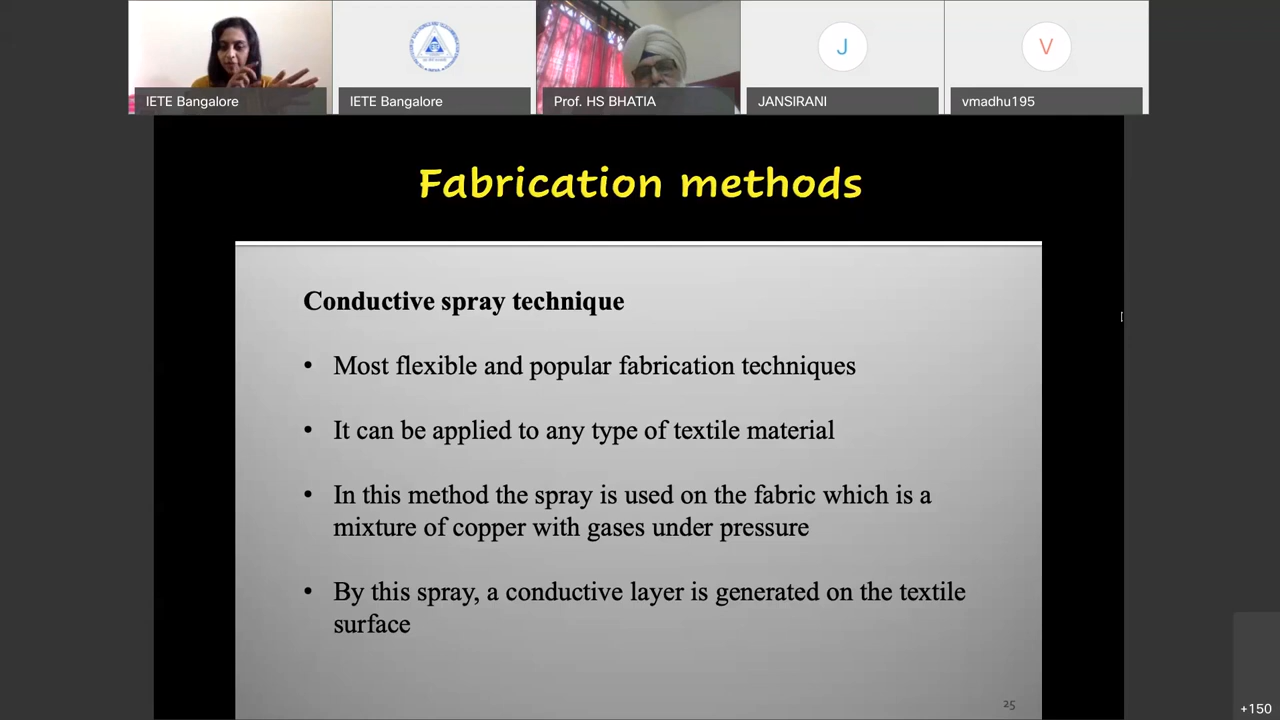 IETE Bangalore
IETE Bangalore
Prof. HS BHATIA
J
JANSIRANI
V
vmadhu195
Fabrication methods
Conductive spray technique
• Most flexible and popular fabrication techniques
• It can be applied to any type of textile material
• In this method the spray is used on the fabric which is a
mixture of copper with gases under pressure
• By this spray, a conductive layer is generated on the textile
surface
25
+150